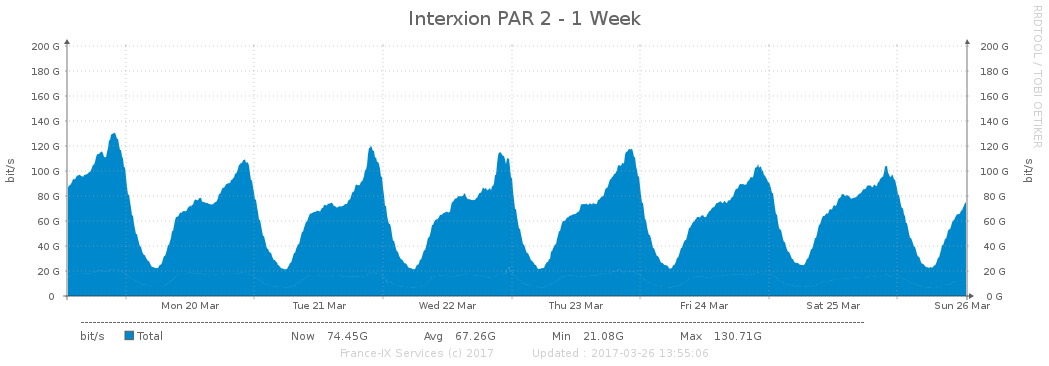 Interxion PAR 2 - 1 Week
RRDTOOL / TOBI OETIKER
bit/s
200 G
180 G
160 G
140 G
120 G
100 G
80 G
60 G
40 G
20 G
0
200 G
180 G
160 G
140 G
120 G
100 G
80 G
60 G
40 G
20 G
0 G
bit/s
Mon 20 Mar Tue 21 Mar Wed 22 Mar Thu 23 Mar Fri 24 Mar Sat 25 Mar Sun 26 Mar
bit/s Total Now 74.45G Avg 67.26G Min 21.08G Max 130.71G
France-IX Services (c) 2017 Updated : 2017-03-26 13:55:06